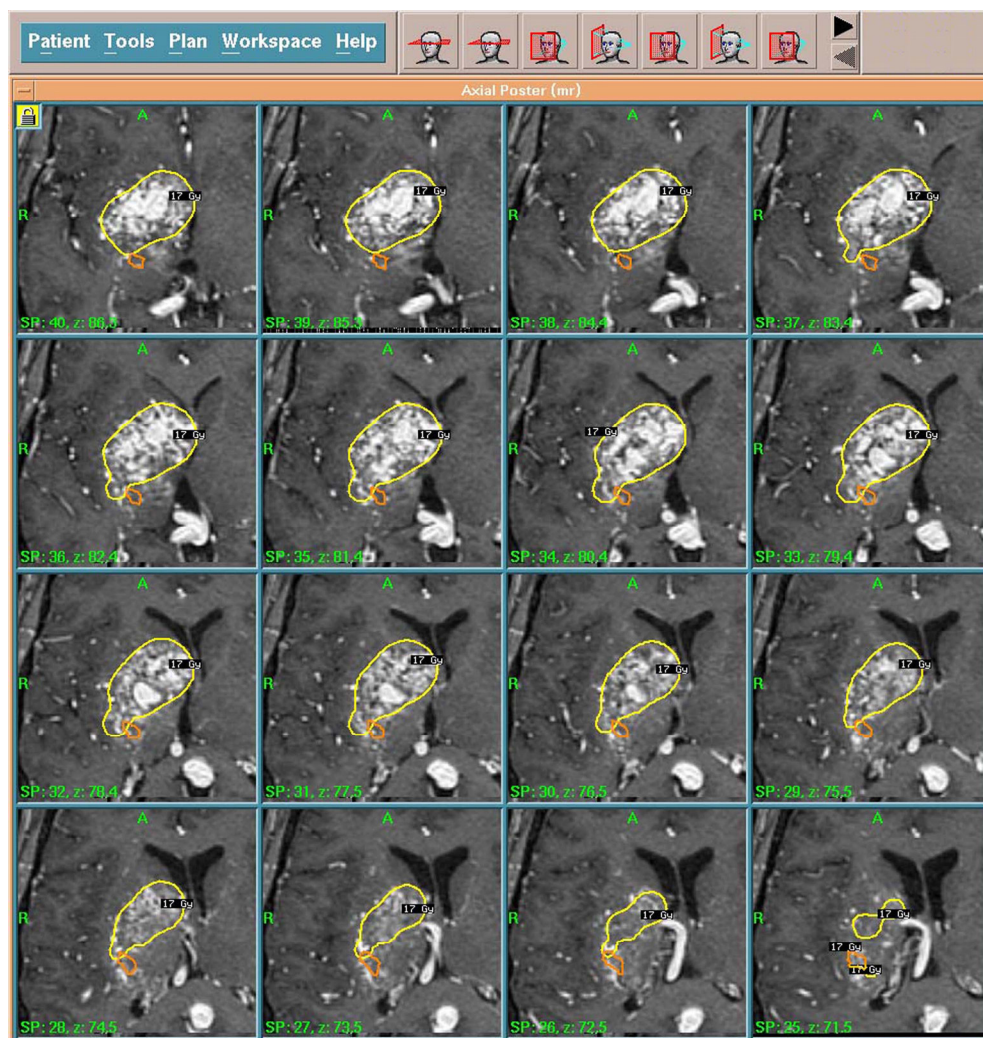 Patient Tools Plan Workspace Help
Axial Poster (mr)
A A A A
17 Gy 17 Gy 17 Gy 17 Gy
R R R R
SP: 40, z: 86,5 SP: 39, z: 85,3 SP: 38, z: 84,4 SP: 37, z: 83,4
A A A A
17 Gy 17 Gy 17 Gy 17 Gy
R R R R
SP: 36, z: 82,4 SP: 35, z: 81,4 SP: 34, z: 80,4 SP: 33, z: 79,4
A A A A
17 Gy 17 Gy 17 Gy 17 Gy
R R R R
SP: 32, z: 78,4 SP: 31, z: 77,5 SP: 30, z: 76,5 SP: 29, z: 75,5
A A A A
17 Gy 17 Gy 17 Gy 17 Gy
R R R R
17 Gy
17 Gy
SP: 28, z: 74,5 SP: 27, z: 73,5 SP: 26, z: 72,5 SP: 25, z: 71,5